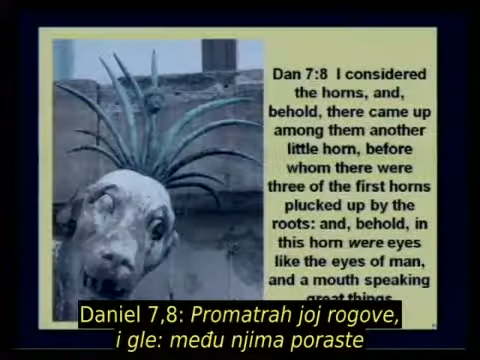 Dan 7:8 I considered
the horns, and,
behold, there came up
among them another
little horn, before
whom there were
three of the first horns
plucked up by the
roots: and, behold, in
this horn were eyes
like the eyes of man,
and a mouth speaking
great things.
Daniel 7,8: Promatrah joj rogove,
i gle: među njima poraste